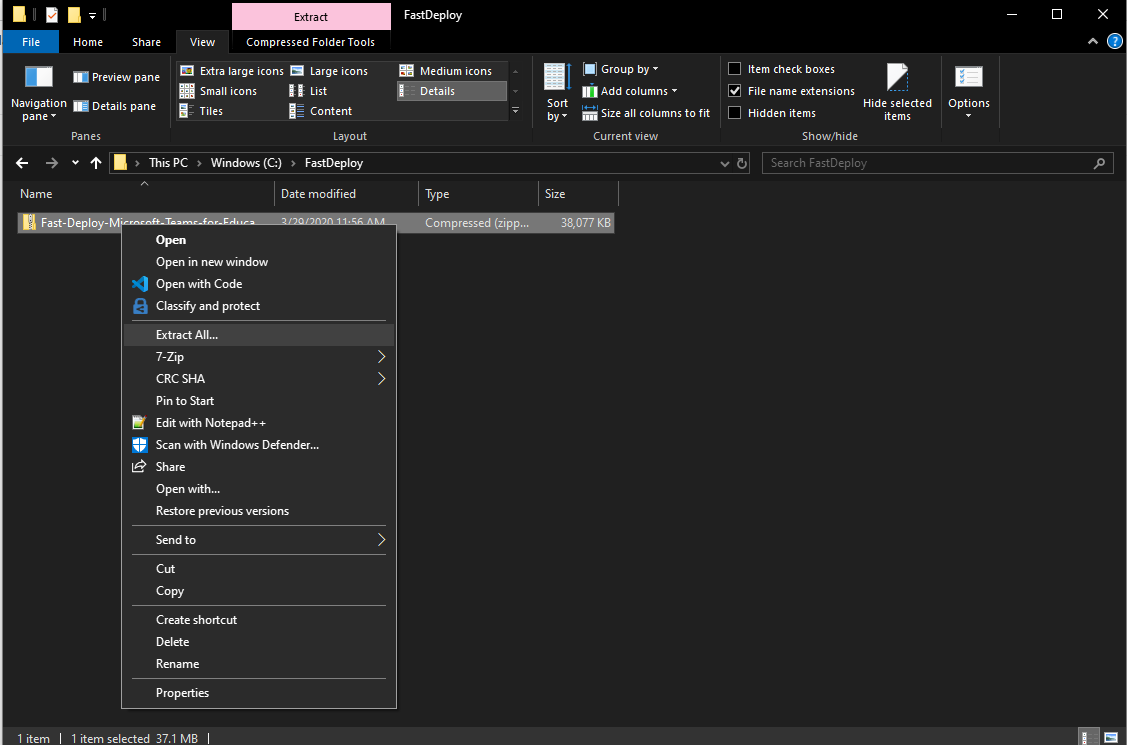 Extract
FastDeploy
File
Home
Share
View
Compressed Folder Tools
Navigation pane
Preview pane
Details pane
Panes
Extra large icons
Large icons
Medium icons
Small icons
List
Details
Tiles
Content
Layout
Sort by
Group by
Add columns
Size all columns to fit
Current view
Item check boxes
File name extensions
Hidden items
Hide selected items
Show/hide
Options
This PC > Windows (C:) > FastDeploy
Search FastDeploy
Name
Date modified
Type
Size
Fast-Deploy-Microsoft-Teams-for-Educa...
3/29/2020 11:56 AM
Compressed (zipp...
38,077 KB
Open
Open in new window
Open with Code
Classify and protect
Extract All...
7-Zip
CRC SHA
Pin to Start
Edit with Notepad++
Scan with Windows Defender...
Share
Open with...
Restore previous versions
Send to
Cut
Copy
Create shortcut
Delete
Rename
Properties
1 item
1 item selected 37.1 MB